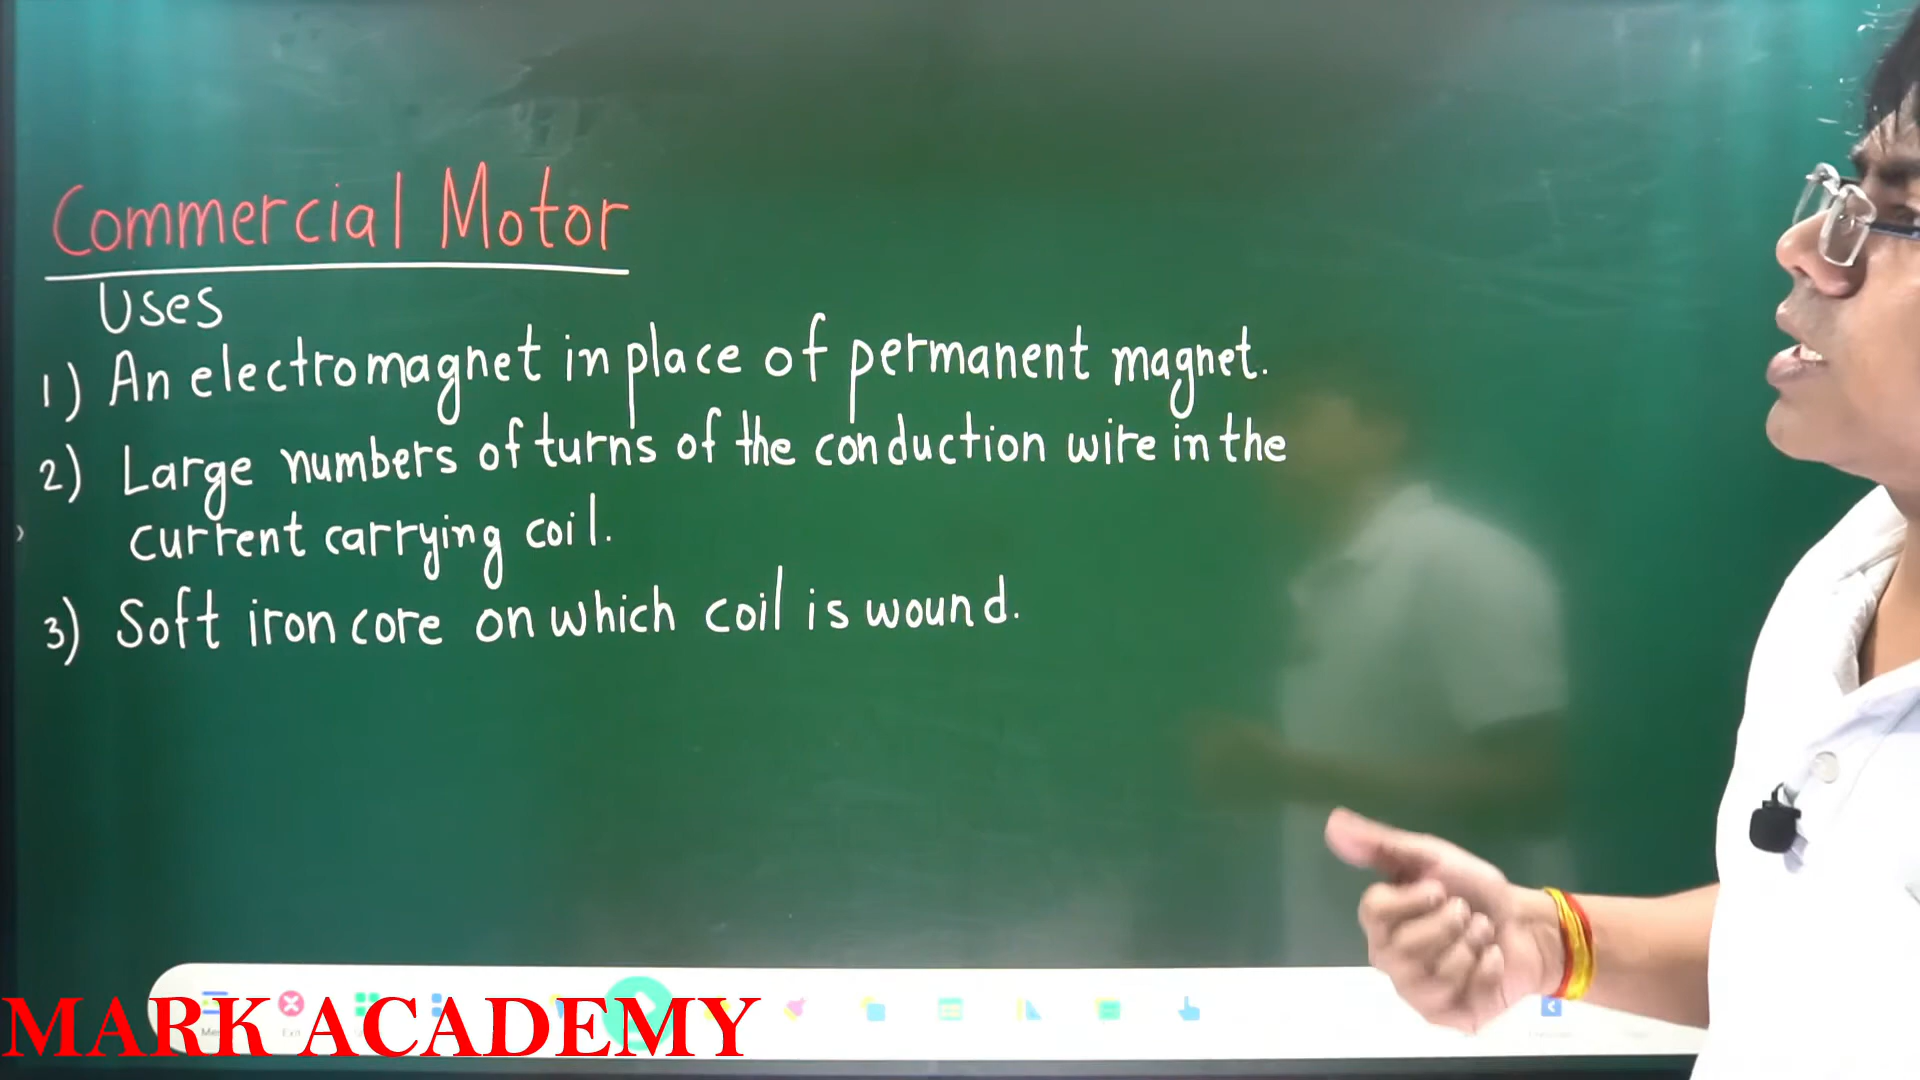 Commercial Motor
Uses
1) An electromagnet in place of permanent magnet.
2) Large numbers of turns of the conduction wire in the
current carrying coil.
3) Soft iron core on which coil is wound.
MARK ACADEMY